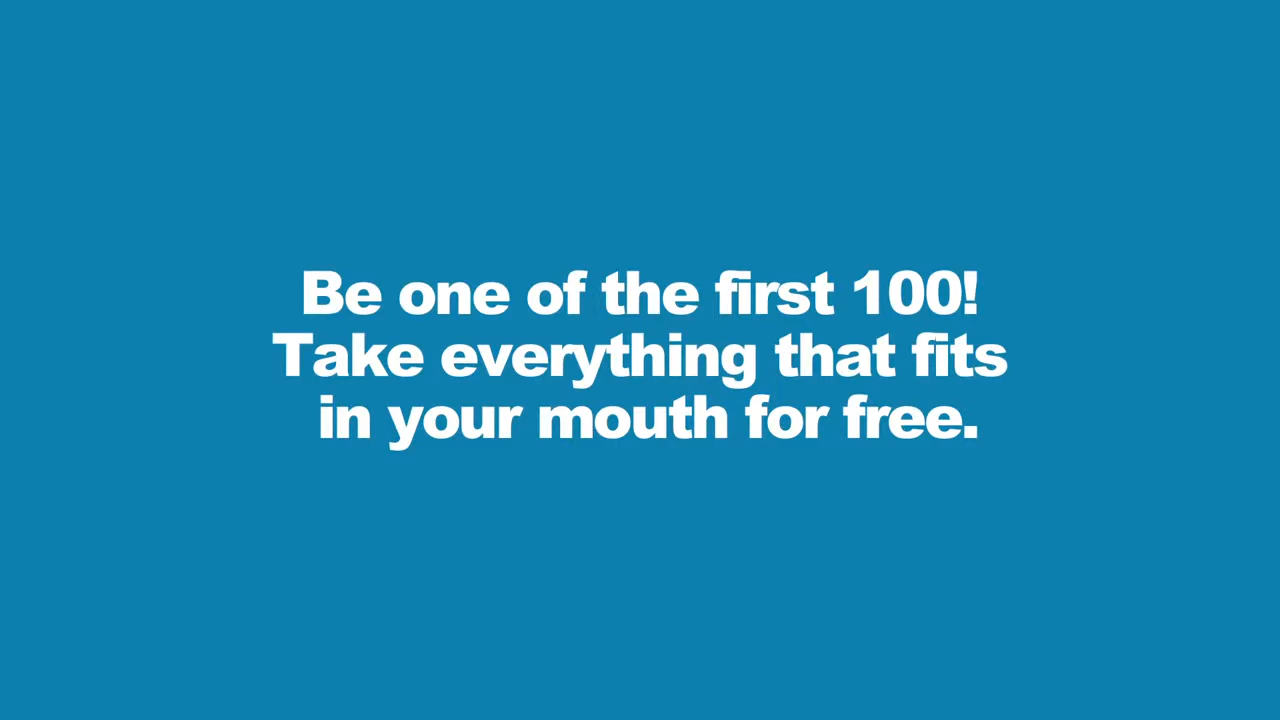 Be one of the first 100!
Take everything that fits
in your mouth for free.